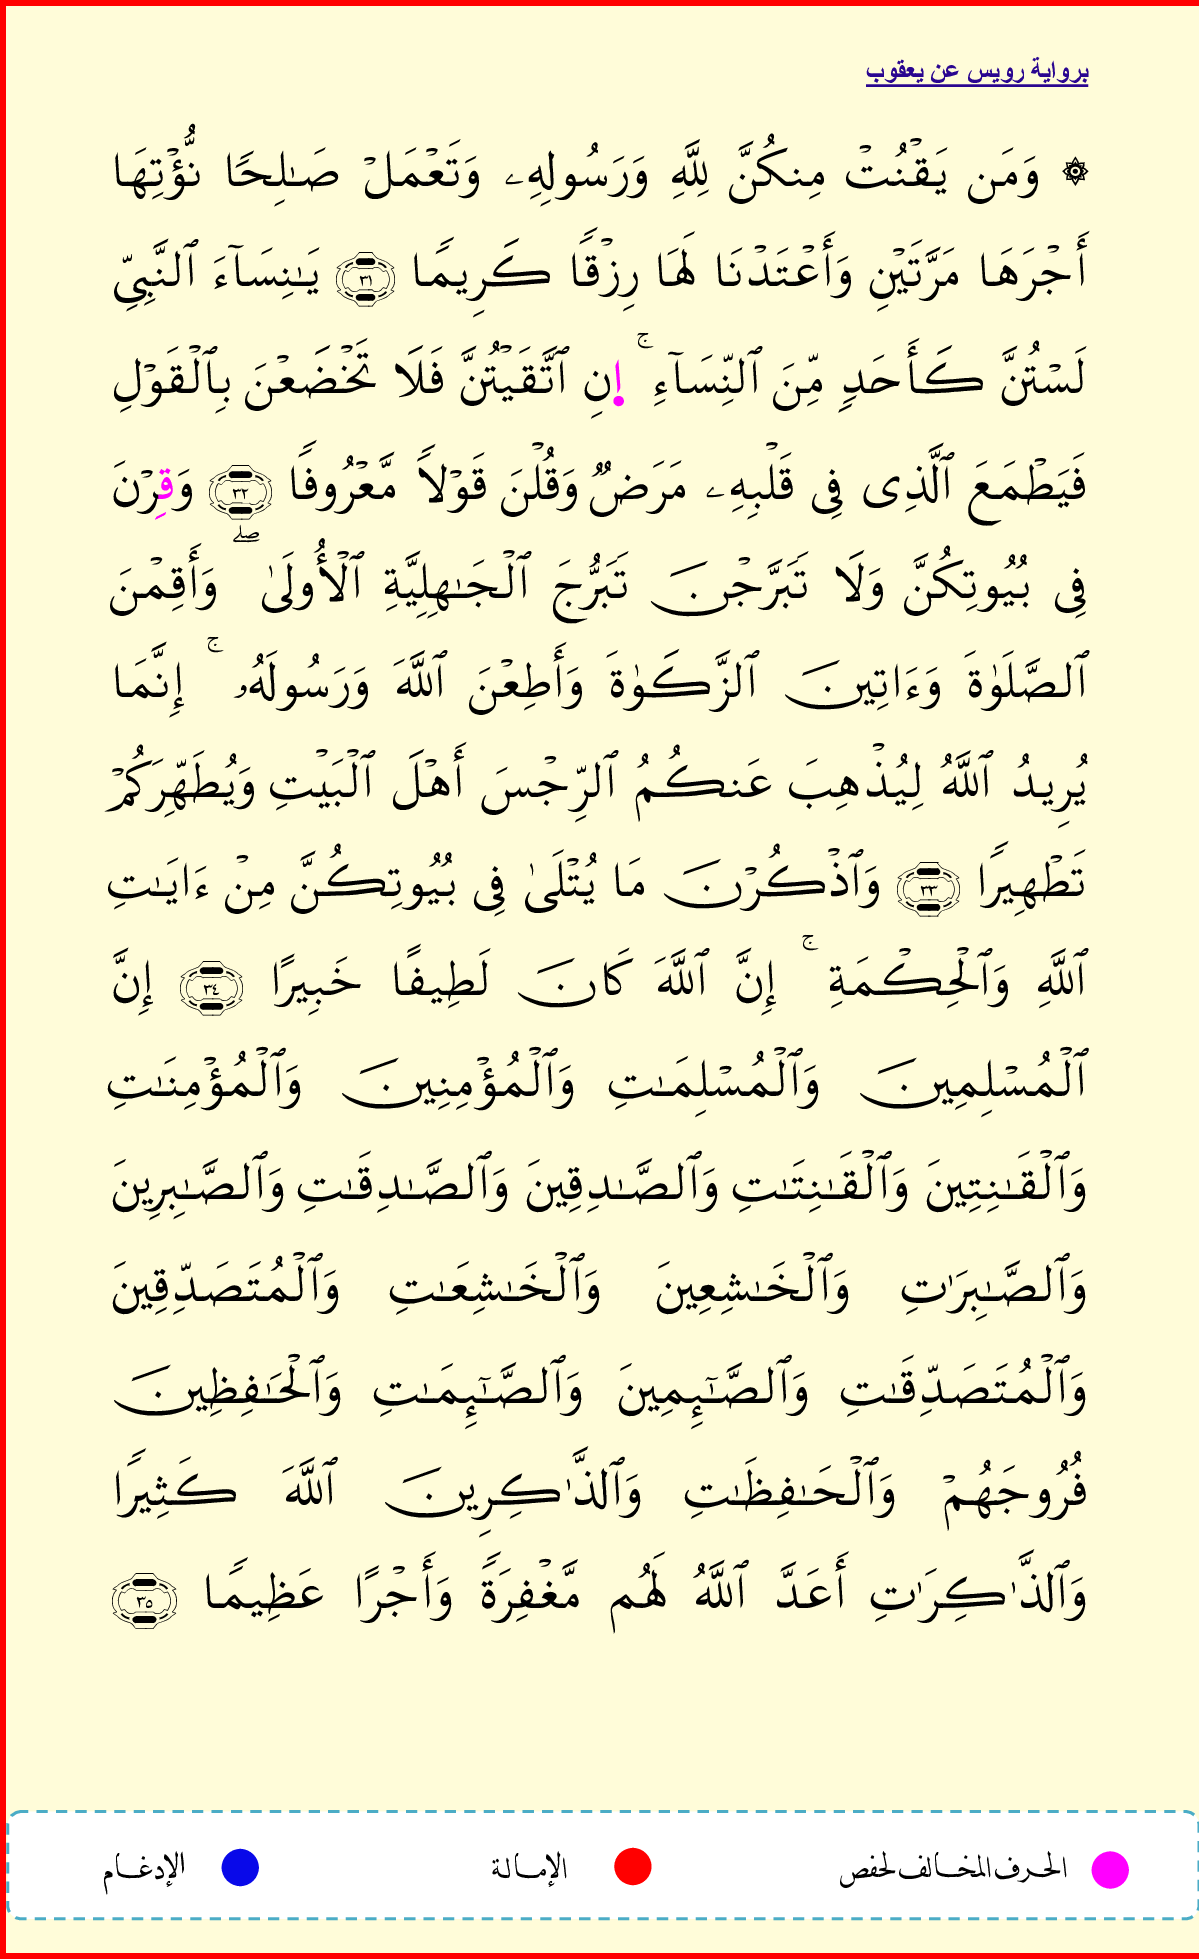 برواية رويس عن يعقوب
۞ وَمَن يَقْنُتْ مِنكُنَّ لِلَّهِ وَرَسُولِهِۦ وَتَعْمَلْ صَٰلِحًا نُّؤْتِهَا
أَجْرَهَا مَرَّتَيْنِ وَأَعْتَدْنَا لَهَا رِزْقًا كَرِيمًا ٣١ يَٰنِسَآءَ ٱلنَّبِيِّ
لَسْتُنَّ كَأَحَدٍ مِّنَ ٱلنِّسَآءِ ۚ ا۪نِ ٱتَّقَيْتُنَّ فَلَا تَخْضَعْنَ بِٱلْقَوْلِ
فَيَطْمَعَ ٱلَّذِى فِى قَلْبِهِۦ مَرَضٌ وَقُلْنَ قَوْلًا مَّعْرُوفًا ٣٢ وَقِرْنَ
فِى بُيُوتِكُنَّ وَلَا تَبَرَّجْنَ تَبَرُّجَ ٱلْجَٰهِلِيَّةِ ٱلْأُولَىٰ ۖ وَأَقِمْنَ
ٱلصَّلَوٰةَ وَءَاتِينَ ٱلزَّكَوٰةَ وَأَطِعْنَ ٱللَّهَ وَرَسُولَهُۥ ۚ إِنَّمَا
يُرِيدُ ٱللَّهُ لِيُذْهِبَ عَنكُمُ ٱلرِّجْسَ أَهْلَ ٱلْبَيْتِ وَيُطَهِّرَكُمْ
تَطْهِيرًا ٣٣ وَٱذْكُرْنَ مَا يُتْلَىٰ فِى بُيُوتِكُنَّ مِنْ ءَايَٰتِ
ٱللَّهِ وَٱلْحِكْمَةِ ۚ إِنَّ ٱللَّهَ كَانَ لَطِيفًا خَبِيرًا ٣٤ إِنَّ
ٱلْمُسْلِمِينَ وَٱلْمُسْلِمَٰتِ وَٱلْمُؤْمِنِينَ وَٱلْمُؤْمِنَٰتِ
وَٱلْقَٰنِتِينَ وَٱلْقَٰنِتَٰتِ وَٱلصَّٰدِقِينَ وَٱلصَّٰدِقَٰتِ وَٱلصَّٰبِرِينَ
وَٱلصَّٰبِرَٰتِ وَٱلْخَٰشِعِينَ وَٱلْخَٰشِعَٰتِ وَٱلْمُتَصَدِّقِينَ
وَٱلْمُتَصَدِّقَٰتِ وَٱلصَّٰٓئِمِينَ وَٱلصَّٰٓئِمَٰتِ وَٱلْحَٰفِظِينَ
فُرُوجَهُمْ وَٱلْحَٰفِظَٰتِ وَٱلذَّٰكِرِينَ ٱللَّهَ كَثِيرًا
وَٱلذَّٰكِرَٰتِ أَعَدَّ ٱللَّهُ لَهُم مَّغْفِرَةً وَأَجْرًا عَظِيمًا ٣٥
الحرف المخالف لحفص الإمالة الإدغام